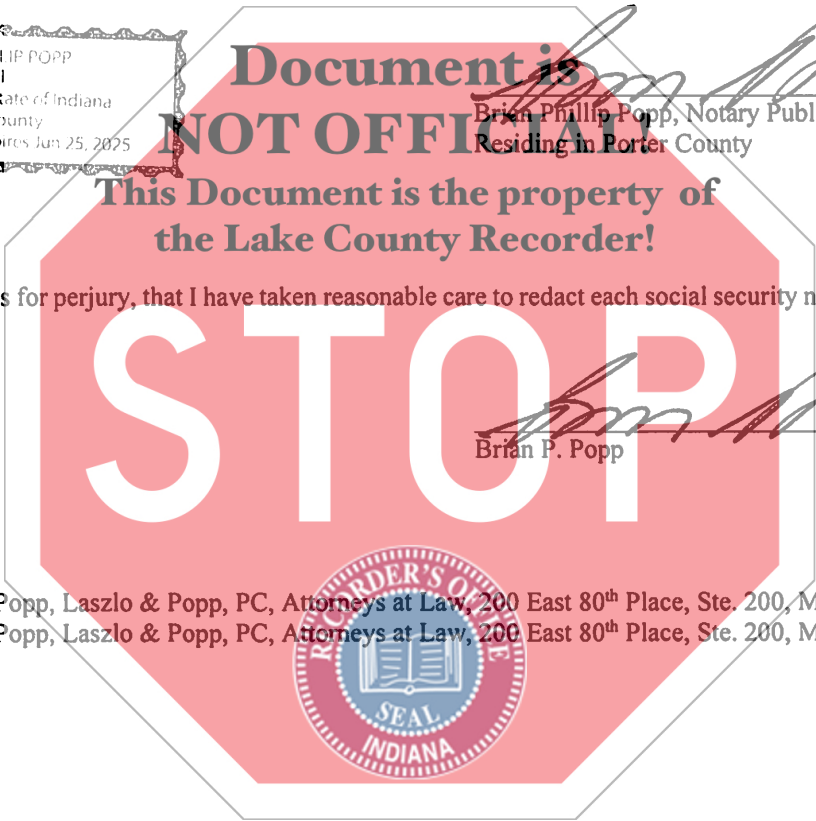 LIP POPP
Document is
State of Indiana
County
ires Jun 25, 2025
Brian Phillip Popp, Notary Publ
NOT OFFICIAL!
Residing in Porter County
This Document is the property of
the Lake County Recorder!
s for perjury, that I have taken reasonable care to redact each social security n
STOP
Brian P. Popp
Popp, Laszlo & Popp, PC, Attorneys at Law, 200 East 80th Place, Ste. 200, M
Popp, Laszlo & Popp, PC, Attorneys at Law, 200 East 80th Place, Ste. 200, M
RECORDER'S OFFICE
SEAL
INDIANA